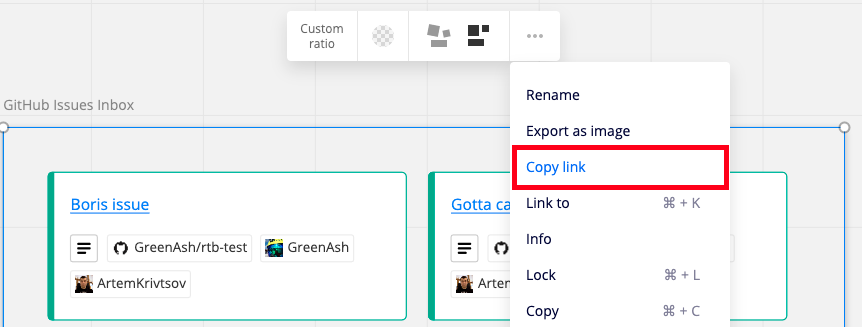 Custom
ratio
GitHub Issues Inbox
Rename
Export as image
Copy link
Link to ⌘ + K
Info
Lock ⌘ + L
Copy ⌘ + C
Boris issue
GreenAsh/rtb-test GreenAsh
ArtemKrivtsov
Gotta ca
Artem